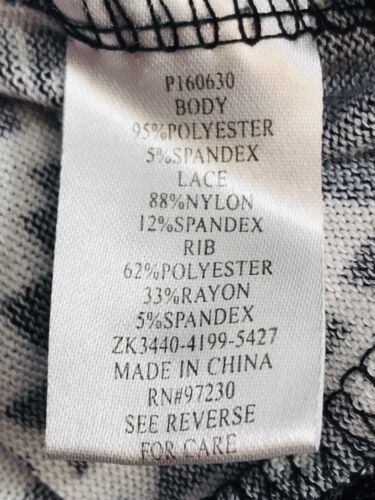 P160630
BODY
95%POLYESTER
5%SPANDEX
LACE
88%NYLON
12%SPANDEX
RIB
62%POLYESTER
33%RAYON
5%SPANDEX
ZK3440-4199-5427
MADE IN CHINA
RN#97230
SEE REVERSE
FOR CARE